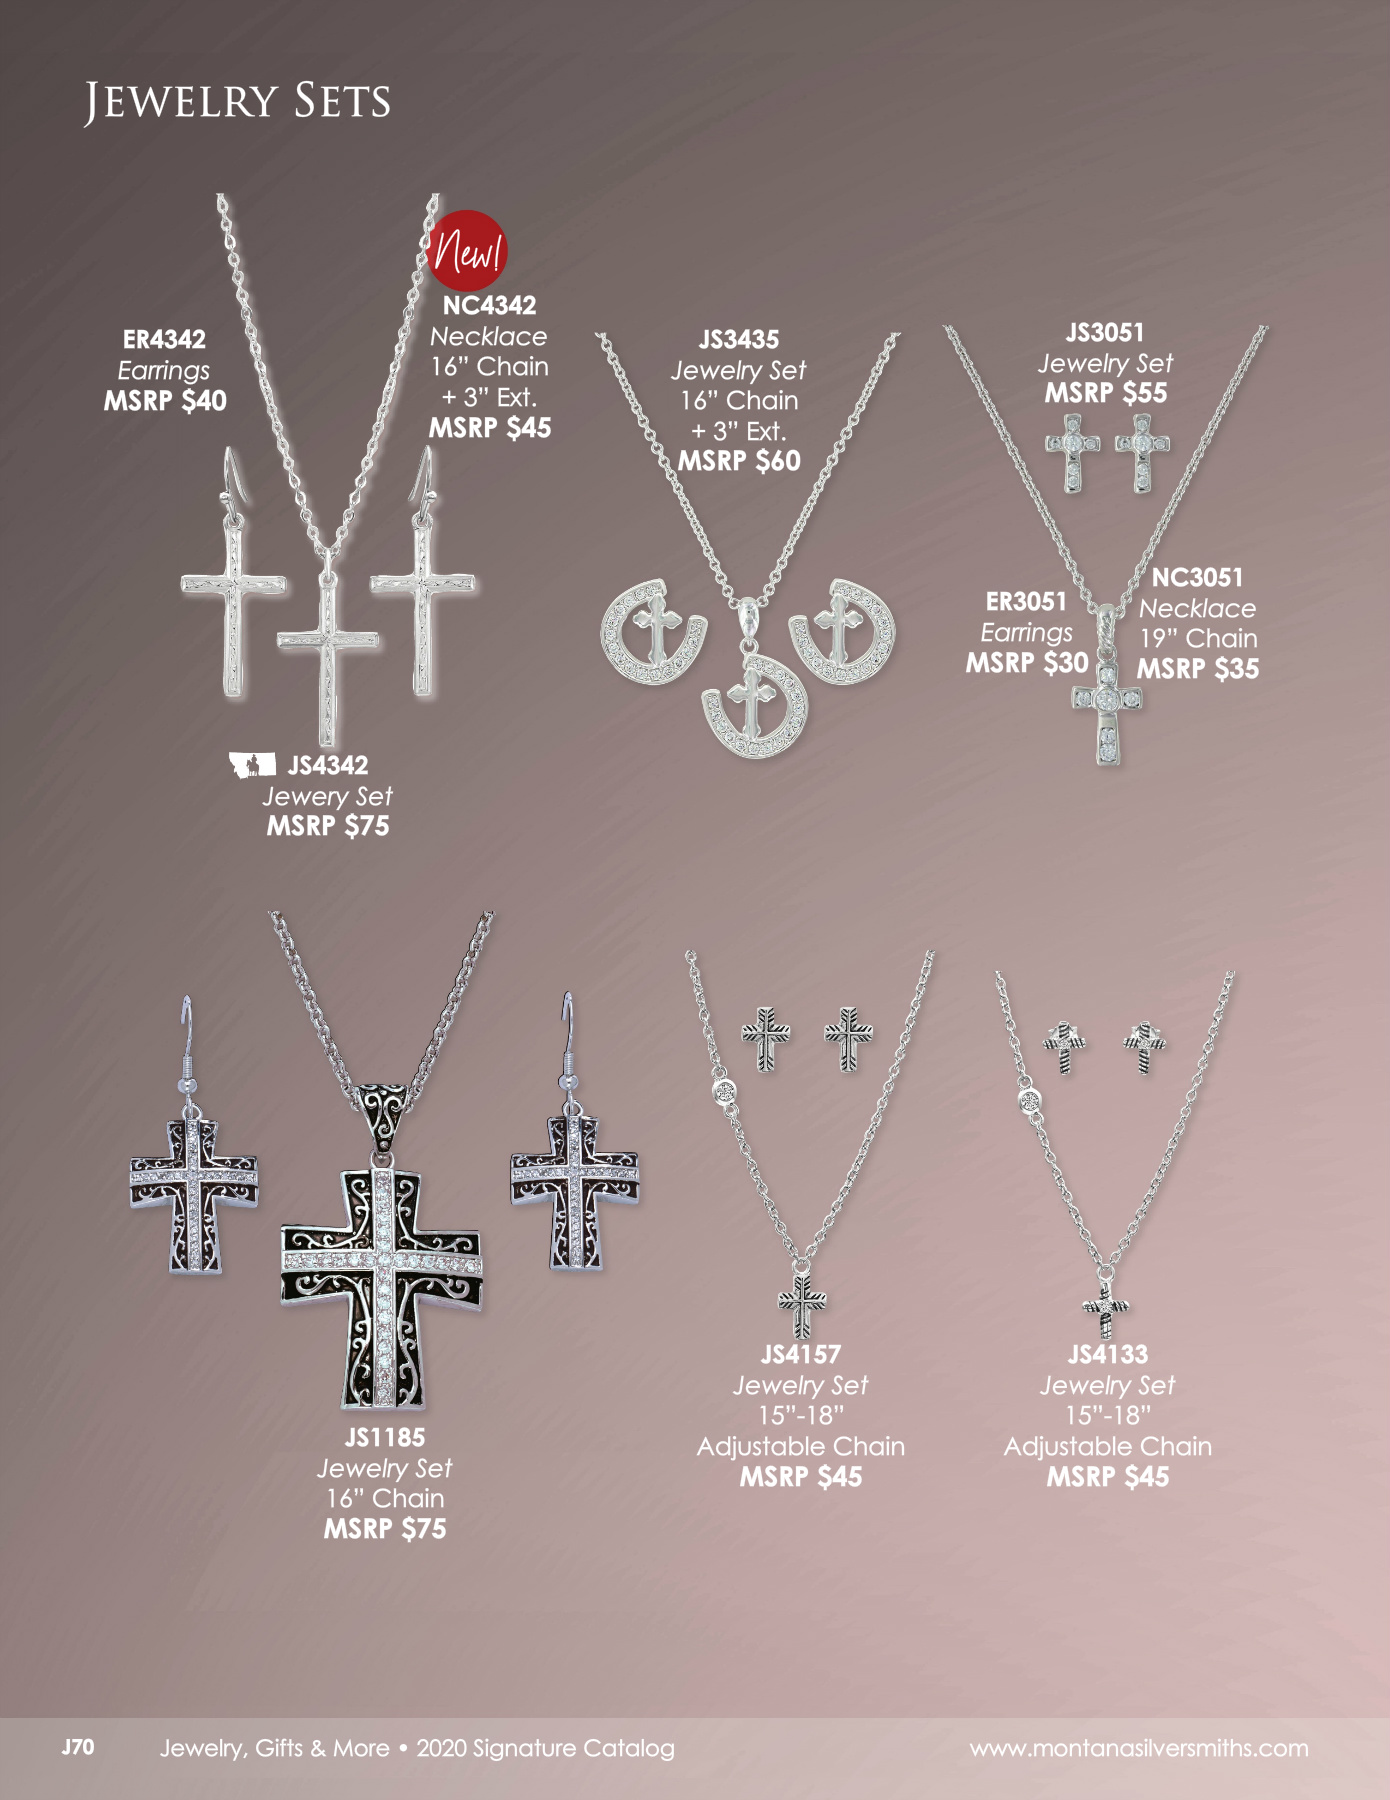 Jewelry Sets
New!
ER4342
Earrings
MSRP $40
NC4342
Necklace
16” Chain
+ 3” Ext.
MSRP $45
JS4342
Jewery Set
MSRP $75
JS3435
Jewelry Set
16” Chain
+ 3” Ext.
MSRP $60
JS3051
Jewelry Set
MSRP $55
ER3051
Earrings
MSRP $30
NC3051
Necklace
19” Chain
MSRP $35
JS1185
Jewelry Set
16” Chain
MSRP $75
JS4157
Jewelry Set
15”-18”
Adjustable Chain
MSRP $45
JS4133
Jewelry Set
15”-18”
Adjustable Chain
MSRP $45
J70
Jewelry, Gifts & More • 2020 Signature Catalog
www.montanasilversmiths.com